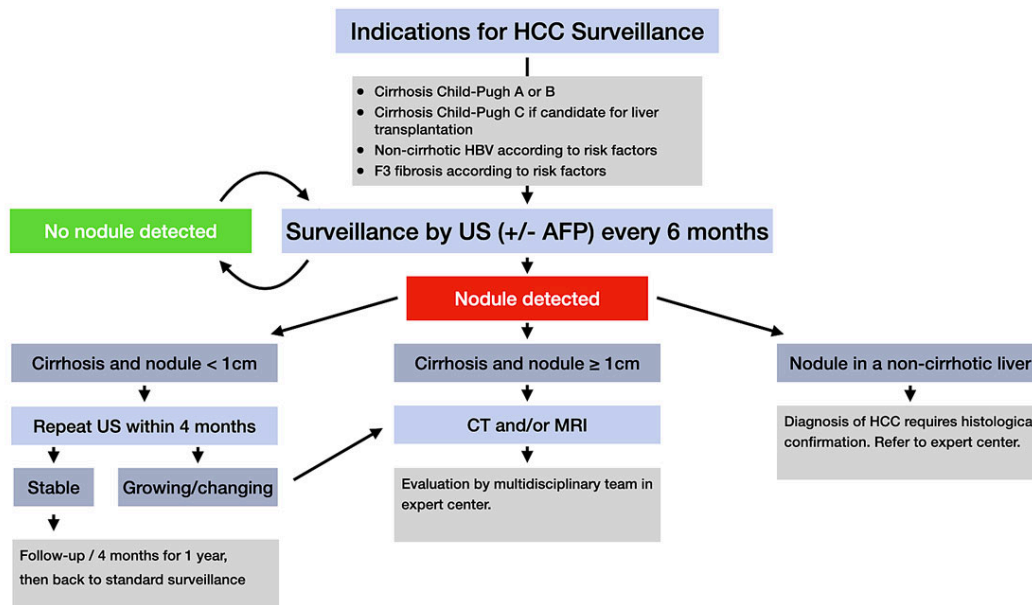 Indications for HCC Surveillance
• Cirrhosis Child-Pugh A or B
• Cirrhosis Child-Pugh C if candidate for liver
transplantation
• Non-cirrhotic HBV according to risk factors
• F3 fibrosis according to risk factors
No nodule detected
Surveillance by US (+/- AFP) every 6 months
Nodule detected
Cirrhosis and nodule < 1cm
Cirrhosis and nodule ≥ 1cm
Nodule in a non-cirrhotic liver
Repeat US within 4 months
CT and/or MRI
Diagnosis of HCC requires histological
confirmation. Refer to expert center.
Stable
Growing/changing
Evaluation by multidisciplinary team in
expert center.
Follow-up / 4 months for 1 year,
then back to standard surveillance